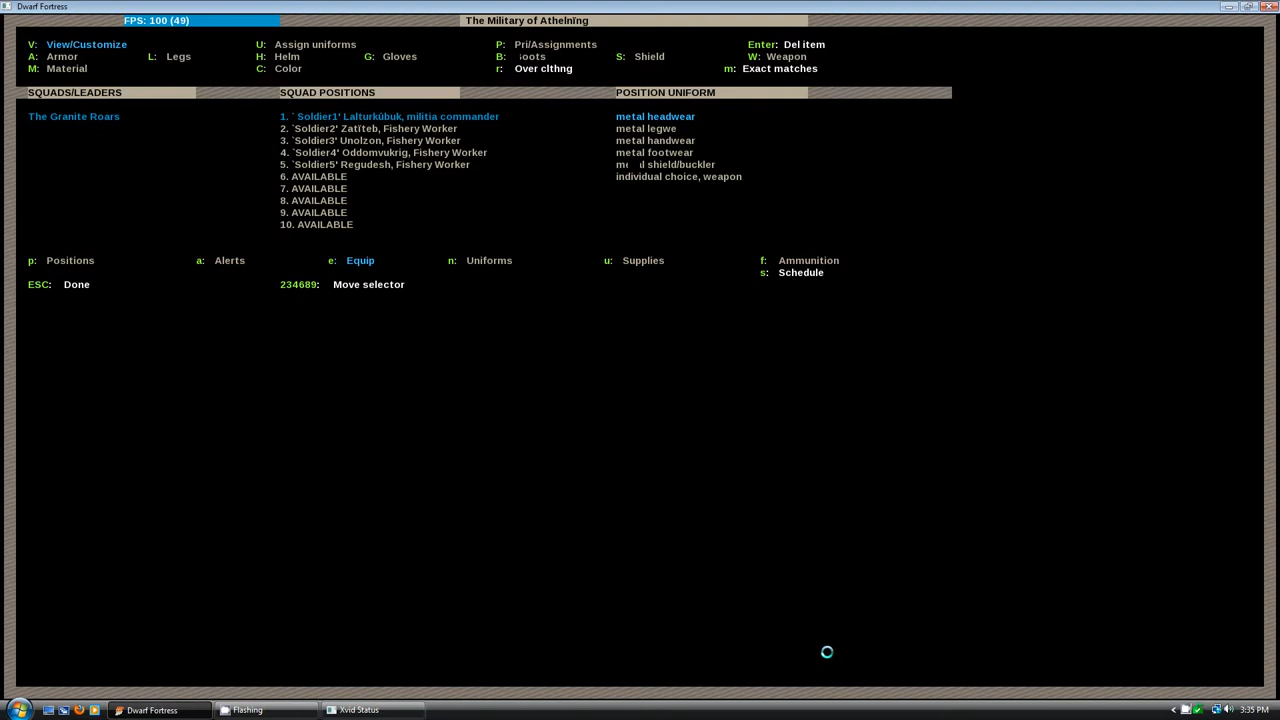 Dwarf Fortress
FPS: 100 (49) The Military of Athelnïng
V: View/Customize U: Assign uniforms P: Pri/Assignments Enter: Del item
A: Armor L: Legs H: Helm G: Gloves B: oots S: Shield W: Weapon
M: Material C: Color r: Over clthng m: Exact matches
SQUADS/LEADERS SQUAD POSITIONS POSITION UNIFORM
The Granite Roars 1. ` Soldier1' Lalturkûbuk, militia commander metal headwear
2. `Soldier2' Zatïteb, Fishery Worker metal legwe
3. `Soldier3' Unolzon, Fishery Worker metal handwear
4. `Soldier4' Oddomvukrig, Fishery Worker metal footwear
5. `Soldier5' Regudesh, Fishery Worker shield/buckler
6. AVAILABLE individual choice, weapon
7. AVAILABLE
8. AVAILABLE
9. AVAILABLE
10. AVAILABLE
p: Positions a: Alerts e: Equip n: Uniforms u: Supplies f: Ammunition
s: Schedule
ESC: Done 234689: Move selector
Dwarf Fortress Flashing Xvid Status 3:35 PM